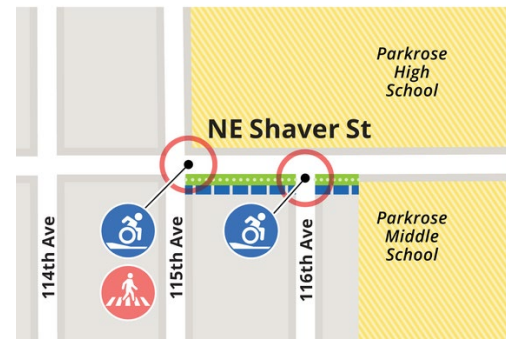 Parkrose
High
School
NE Shaver St
114th Ave
115th Ave
116th Ave
Parkrose
Middle
School